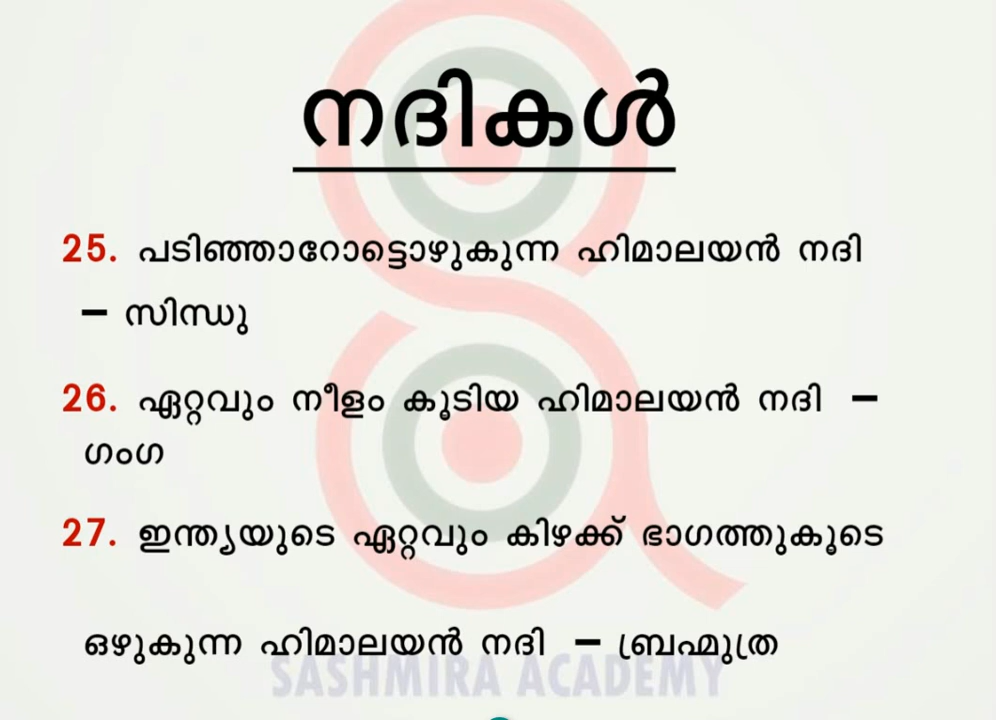 നദികൾ
25. പടിഞ്ഞാറോട്ടൊഴുകുന്ന ഹിമാലയൻ നദി
– സിന്ധു
26. ഏറ്റവും നീളം കൂടിയ ഹിമാലയൻ നദി –
ഗംഗ
27. ഇന്ത്യയുടെ ഏറ്റവും കിഴക്ക് ഭാഗത്തുകൂടെ
ഒഴുകുന്ന ഹിമാലയൻ നദി – ബ്രഹ്മുത്ര
SASHMIRA ACADEMY